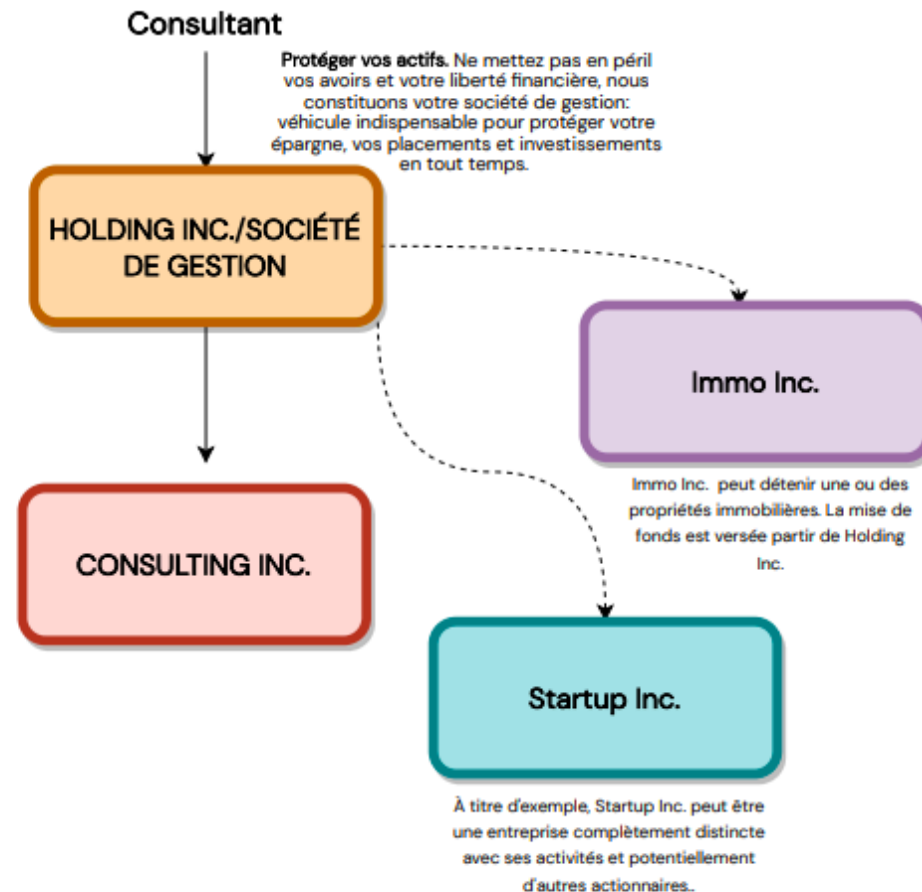 Consultant
Protéger vos actifs. Ne mettez pas en péril
vos avoirs et votre liberté financière, nous
constituons votre société de gestion:
véhicule indispensable pour protéger votre
épargne, vos placements et investissements
en tout temps.
HOLDING INC./SOCIÉTÉ
DE GESTION
Immo Inc.
Immo Inc. peut détenir une ou des
propriétés immobilières. La mise de
fonds est versée partir de Holding
Inc.
CONSULTING INC.
Startup Inc.
À titre d'exemple, Startup Inc. peut être
une entreprise complètement distincte
avec ses activités et potentiellement
d'autres actionnaires..